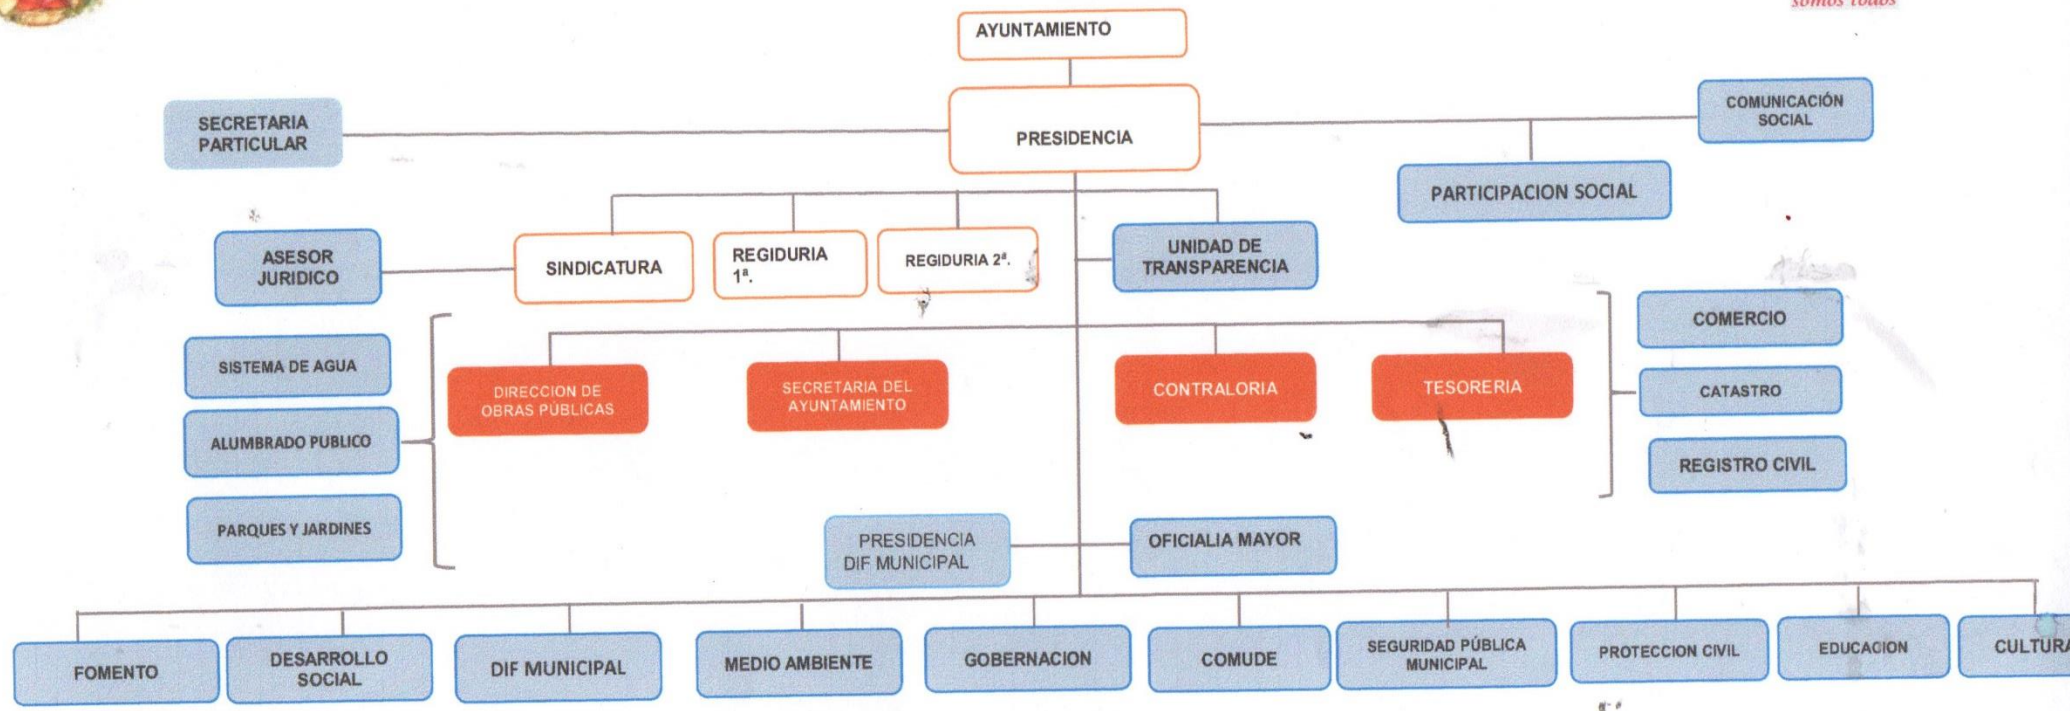 somos todos
AYUNTAMIENTO
SECRETARIA
PARTICULAR
PRESIDENCIA
COMUNICACIÓN
SOCIAL
PARTICIPACION SOCIAL
ASESOR
JURIDICO
SINDICATURA
REGIDURIA
1ª.
REGIDURIA 2ª.
UNIDAD DE
TRANSPARENCIA
SISTEMA DE AGUA
ALUMBRADO PUBLICO
PARQUES Y JARDINES
DIRECCION DE
OBRAS PÚBLICAS
SECRETARIA DEL
AYUNTAMIENTO
CONTRALORIA
TESORERIA
COMERCIO
CATASTRO
REGISTRO CIVIL
PRESIDENCIA
DIF MUNICIPAL
OFICIALIA MAYOR
FOMENTO
DESARROLLO
SOCIAL
DIF MUNICIPAL
MEDIO AMBIENTE
GOBERNACION
COMUDE
SEGURIDAD PÚBLICA
MUNICIPAL
PROTECCION CIVIL
EDUCACION
CULTURA